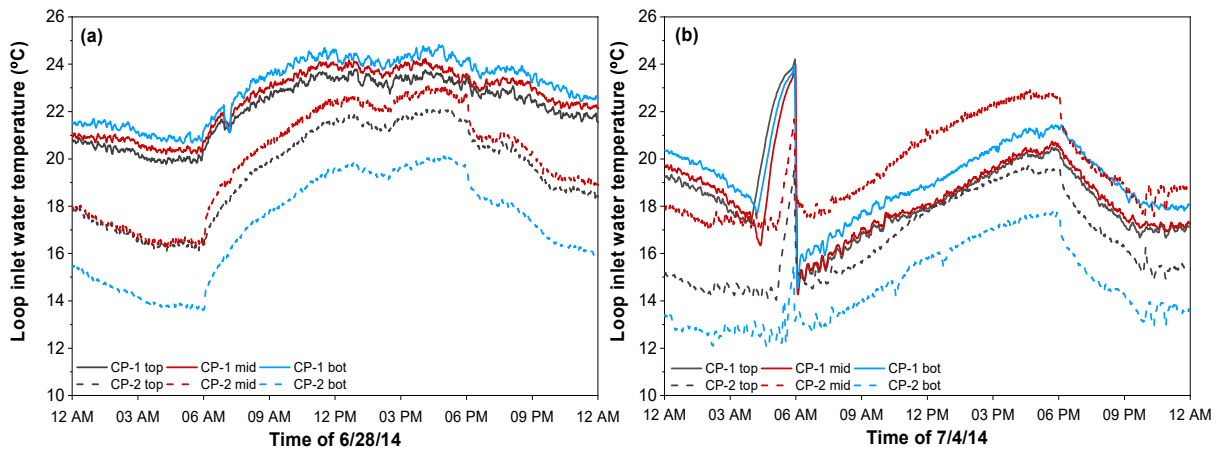 (a)
Loop inlet water temperature (°C)
26
24
22
20
18
16
14
12
10
CP-1 top CP-1 mid CP-1 bot
CP-2 top CP-2 mid CP-2 bot
12 AM 03 AM 06 AM 09 AM 12 PM 03 PM 06 PM 09 PM 12 AM
Time of 6/28/14
(b)
Loop inlet water temperature (°C)
26
24
22
20
18
16
14
12
10
CP-1 top CP-1 mid CP-1 bot
CP-2 top CP-2 mid CP-2 bot
12 AM 03 AM 06 AM 09 AM 12 PM 03 PM 06 PM 09 PM 12 AM
Time of 7/4/14